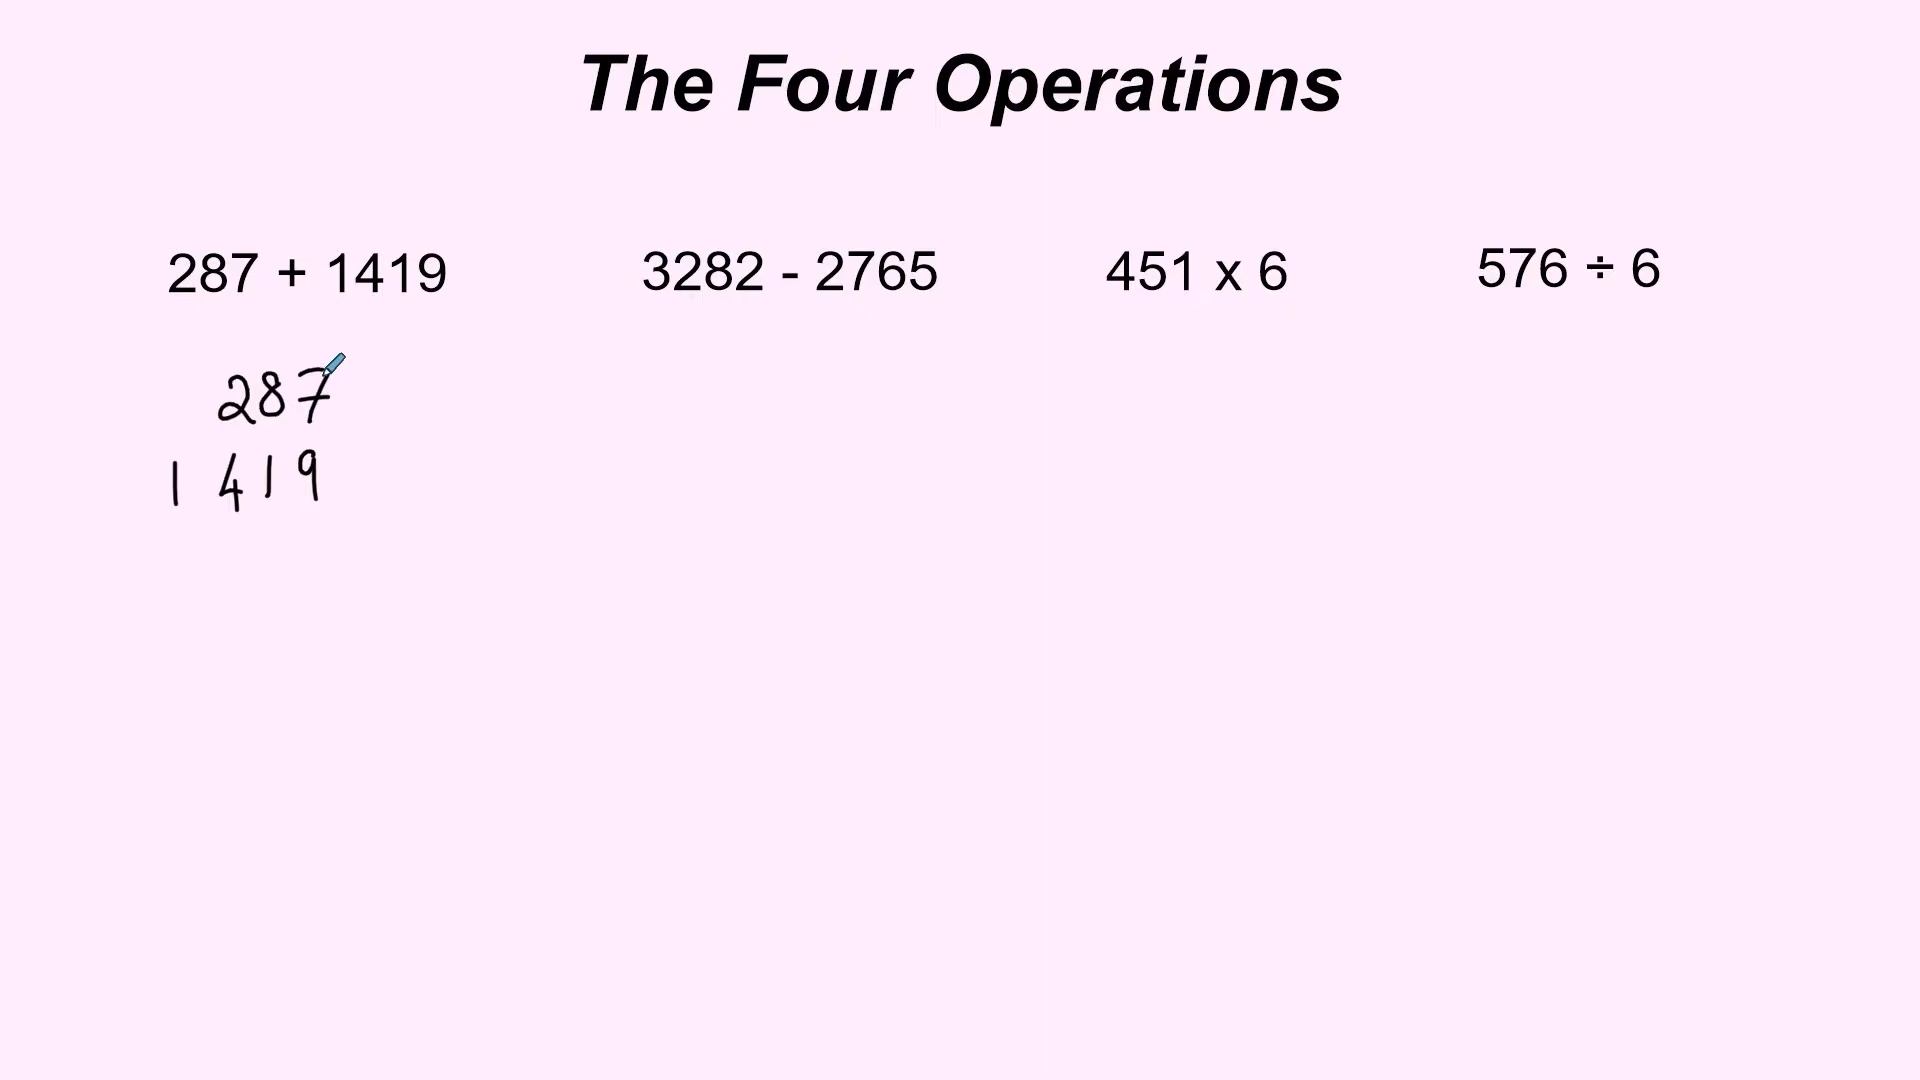 The Four Operations
287 + 1419
3282 - 2765
451 x 6
576 ÷ 6
287
1419